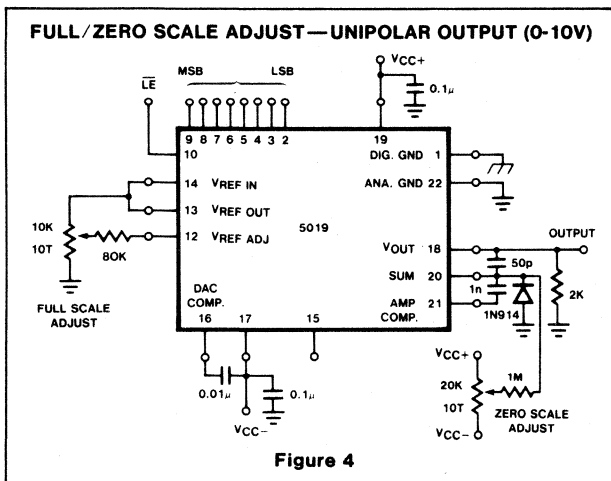 FULL/ZERO SCALE ADJUST—UNIPOLAR OUTPUT (0-10V)
VCC+
MSB LSB
LE
0.1µ
9 8 7 6 5 4 3 2 19
10 DIG. GND 1
14 VREF IN ANA. GND 22
13 VREF OUT 5019
10K
10T
12 VREF ADJ
80K
VOUT 18 OUTPUT
50p
SUM 20
1n
2K
AMP COMP. 21
1N914
FULL SCALE ADJUST
DAC COMP.
16 17 15
0.01µ 0.1µ
VCC-
VCC+
20K
10T
1M
ZERO SCALE ADJUST
VCC-
Figure 4